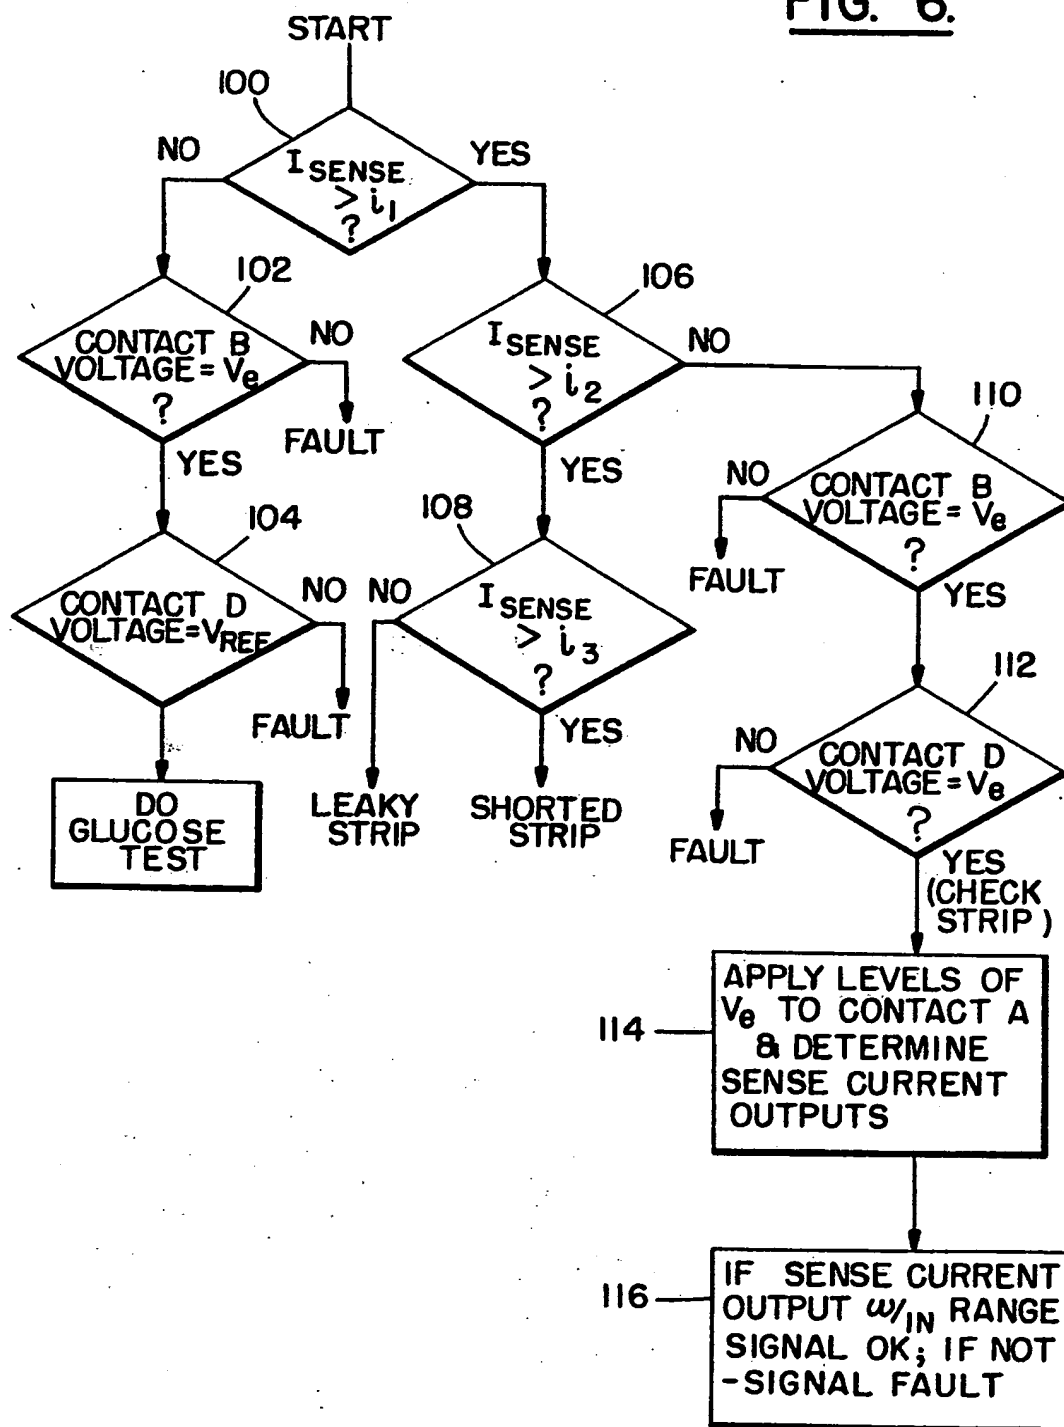 FIG. 6.
START
100
NO
YES
I SENSE
> i1
?
102
106
CONTACT B
VOLTAGE = Ve
?
NO
I SENSE
> i2
?
NO
110
FAULT
YES
YES
CONTACT B
VOLTAGE = Ve
?
NO
104
108
FAULT
YES
CONTACT D
VOLTAGE = VREF
NO
NO
I SENSE
> i3
?
112
FAULT
YES
NO
CONTACT D
VOLTAGE = Ve
?
DO
GLUCOSE
TEST
LEAKY
STRIP
SHORTED
STRIP
FAULT
YES
(CHECK
STRIP)
114
APPLY LEVELS OF
Ve TO CONTACT A
& DETERMINE
SENSE CURRENT
OUTPUTS
116
IF SENSE CURRENT
OUTPUT w/IN RANGE
SIGNAL OK; IF NOT
-SIGNAL FAULT